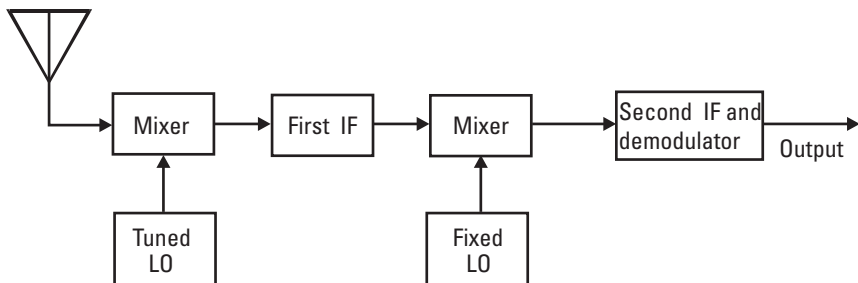 Mixer
First IF
Mixer
Second IF and
demodulator
Output
Tuned
LO
Fixed
LO